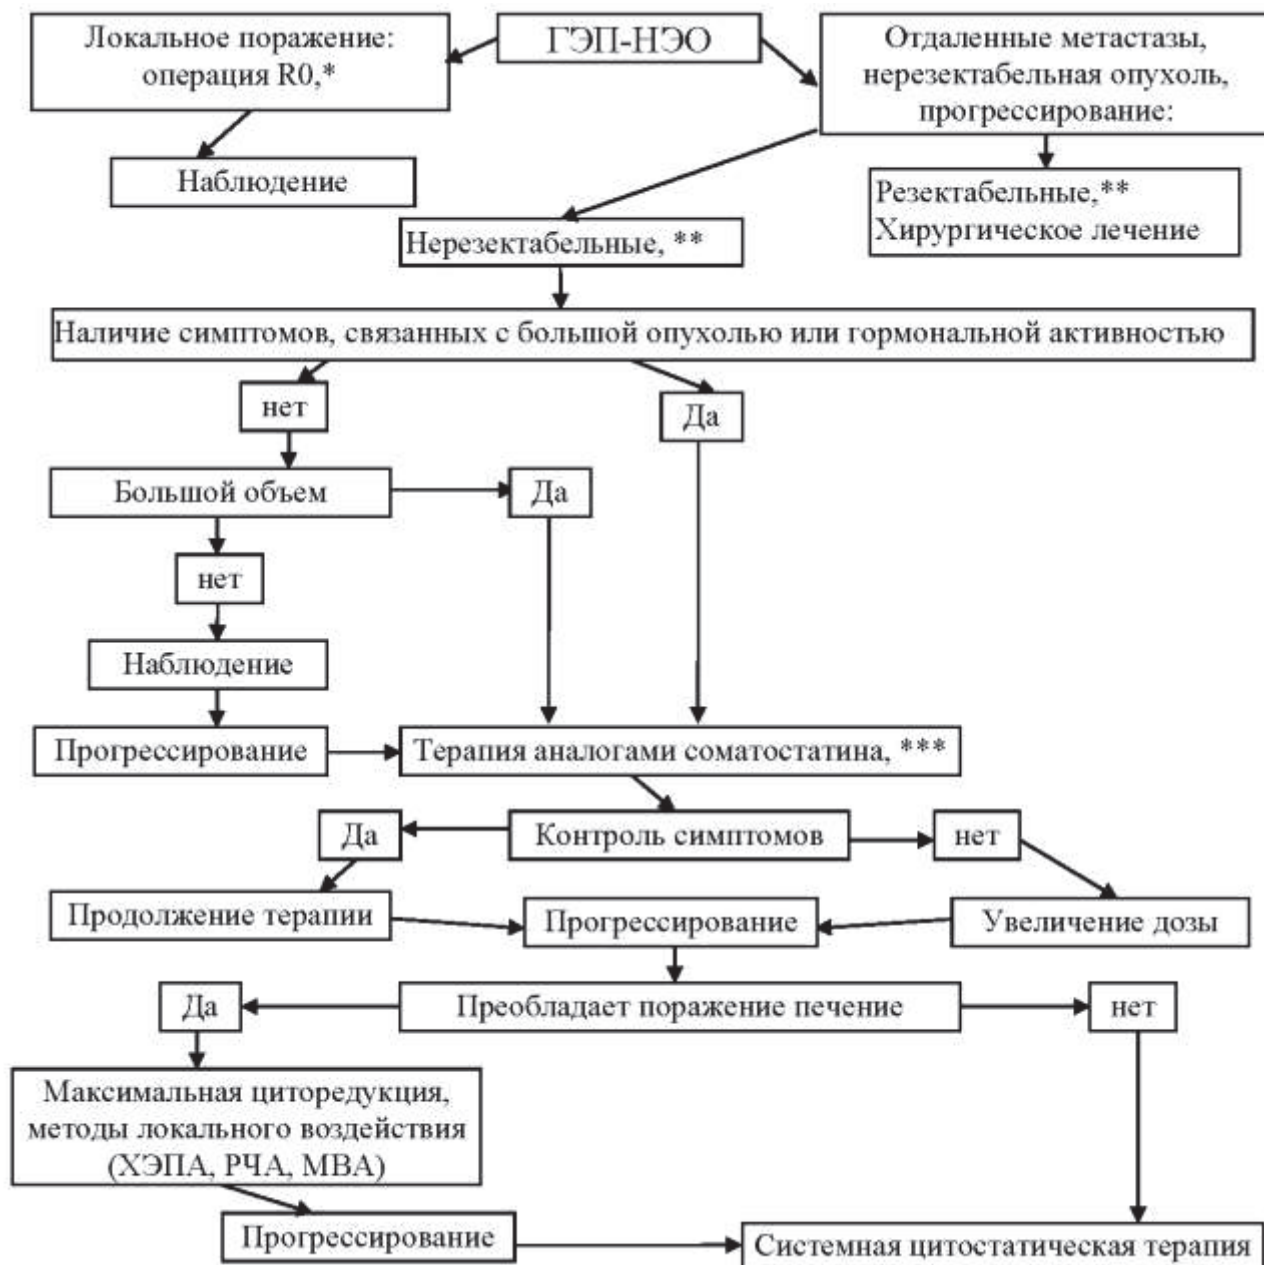 ГЭП-НЭО
Локальное поражение:
операция R0,*
Отдаленные метастазы,
нерезектабельная опухоль,
прогрессирование:
Наблюдение
Резектабельные,**
Хирургическое лечение
Нерезектабельные, **
Наличие симптомов, связанных с большой опухолью или гормональной активностью
нет
Да
Большой объем
Да
нет
Наблюдение
Прогрессирование
Терапия аналогами соматостатина, ***
Да
Контроль симптомов
нет
Продолжение терапии
Прогрессирование
Увеличение дозы
Да
Преобладает поражение печение
нет
Максимальная циторедукция,
методы локального воздействия
(ХЭПА, РЧА, МВА)
Прогрессирование
Системная цитостатическая терапия